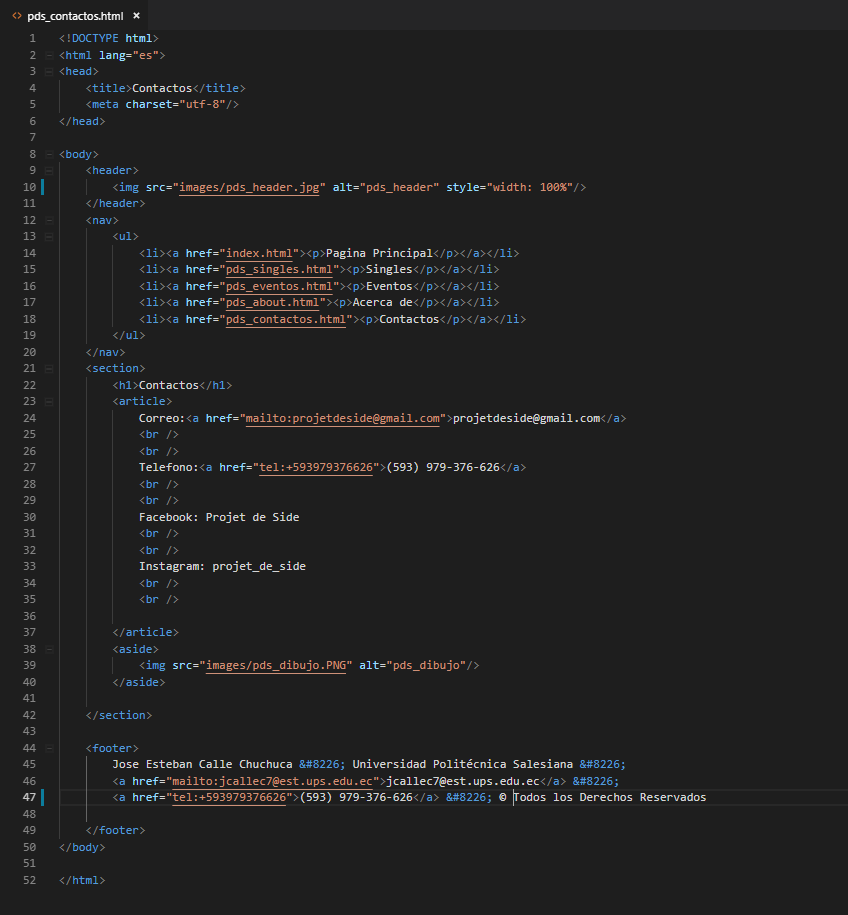 <> pds_contactos.html ×
1 <!DOCTYPE html>
2 <html lang="es">
3 <head>
4 <title>Contactos</title>
5 <meta charset="utf-8"/>
6 </head>
7
8 <body>
9 <header>
10 <img src="images/pds_header.jpg" alt="pds_header" style="width: 100%"/>
11 </header>
12 <nav>
13 <ul>
14 <li><a href="index.html"><p>Pagina Principal</p></a></li>
15 <li><a href="pds_singles.html"><p>Singles</p></a></li>
16 <li><a href="pds_eventos.html"><p>Eventos</p></a></li>
17 <li><a href="pds_about.html"><p>Acerca de</p></a></li>
18 <li><a href="pds_contactos.html"><p>Contactos</p></a></li>
19 </ul>
20 </nav>
21 <section>
22 <h1>Contactos</h1>
23 <article>
24 Correo:<a href="mailto:projetdeside@gmail.com">projetdeside@gmail.com</a>
25 <br />
26 <br />
27 Telefono:<a href="tel:+593979376626">(593) 979-376-626</a>
28 <br />
29 <br />
30 Facebook: Projet de Side
31 <br />
32 <br />
33 Instagram: projet_de_side
34 <br />
35 <br />
36
37 </article>
38 <aside>
39 <img src="images/pds_dibujo.PNG" alt="pds_dibujo"/>
40 </aside>
41
42 </section>
43
44 <footer>
45 Jose Esteban Calle Chuchuca &#8226; Universidad Politécnica Salesiana &#8226;
46 <a href="mailto:jcallec7@est.ups.edu.ec">jcallec7@est.ups.edu.ec</a> &#8226;
47 <a href="tel:+593979376626">(593) 979-376-626</a> &#8226; © Todos los Derechos Reservados
48
49 </footer>
50 </body>
51
52 </html>